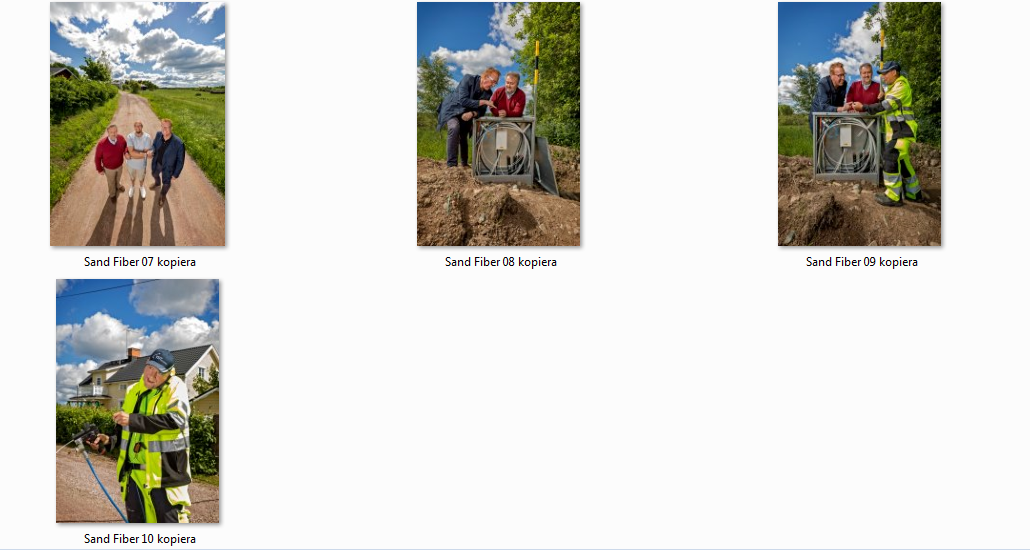 Sand Fiber 07 kopiera
Sand Fiber 08 kopiera
Sand Fiber 09 kopiera
Sand Fiber 10 kopiera